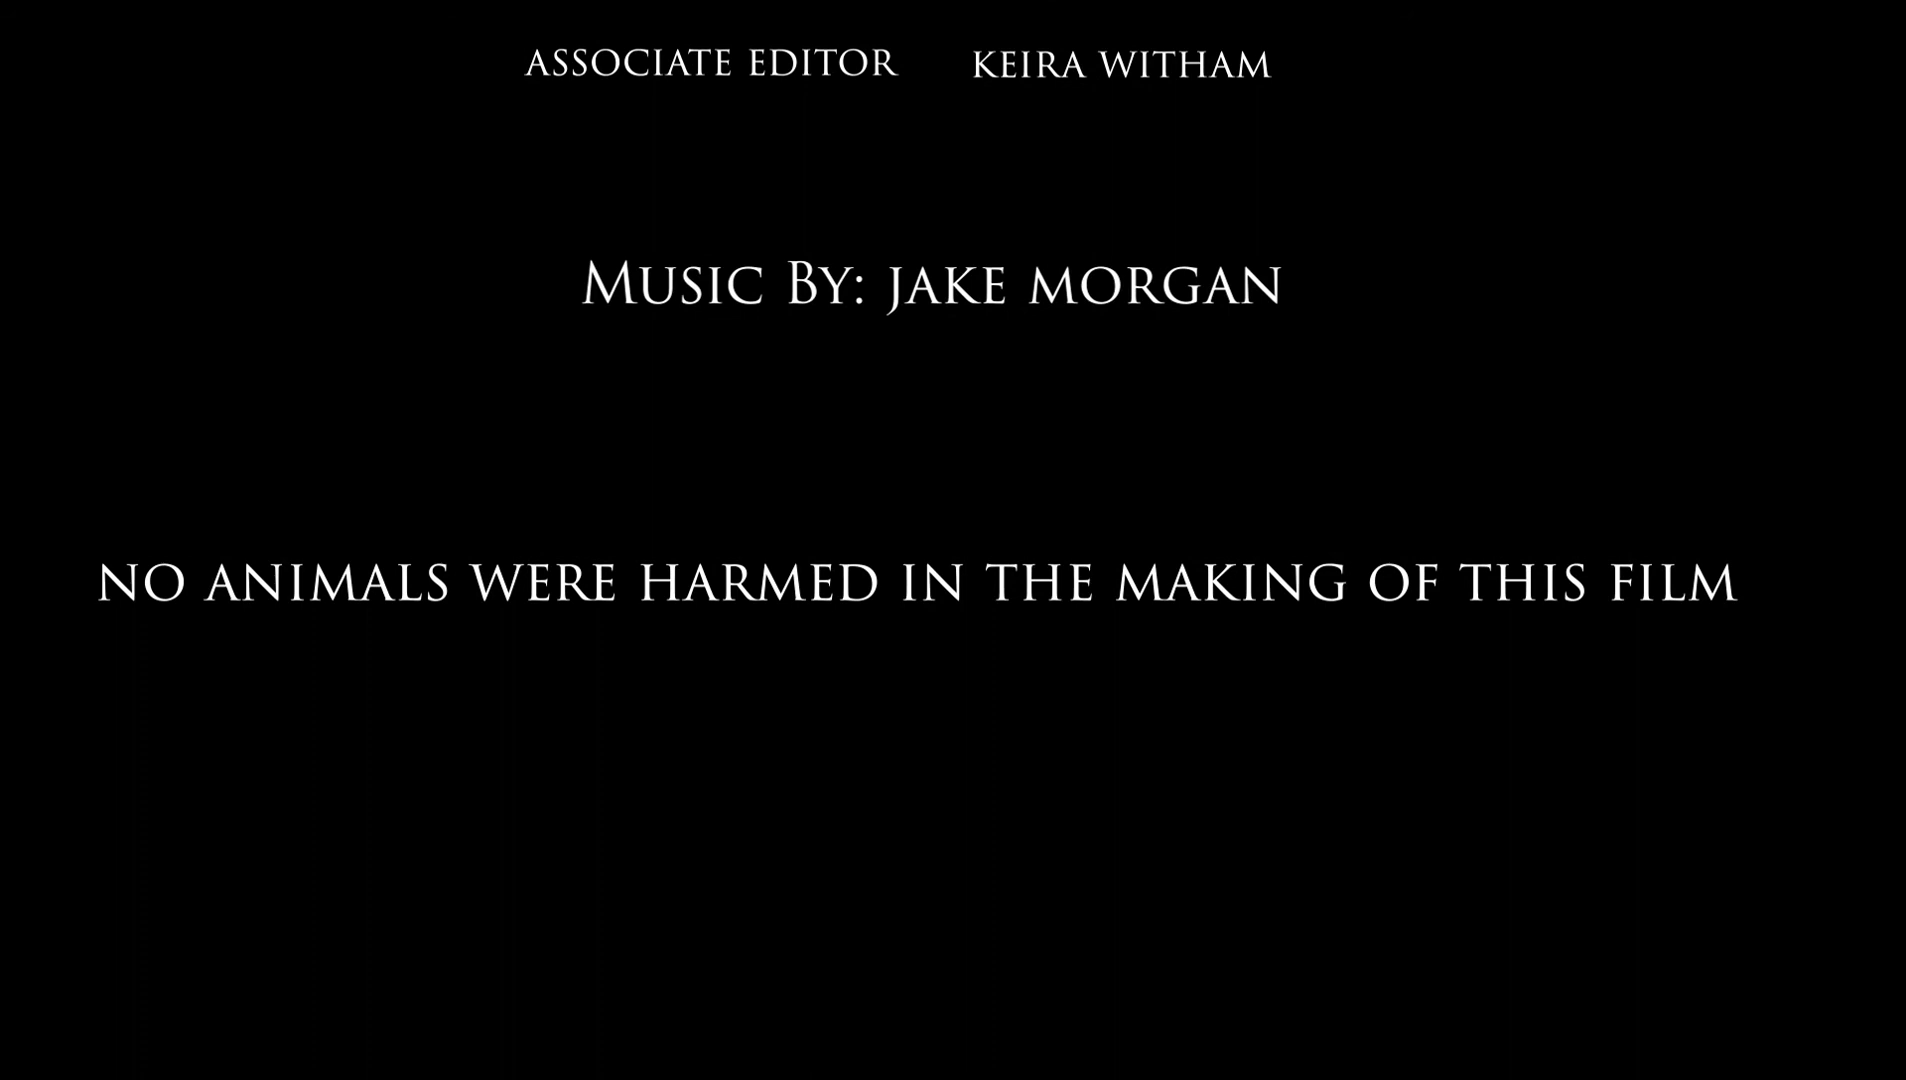 ASSOCIATE EDITOR KEIRA WITHAM
MUSIC BY: JAKE MORGAN
NO ANIMALS WERE HARMED IN THE MAKING OF THIS FILM